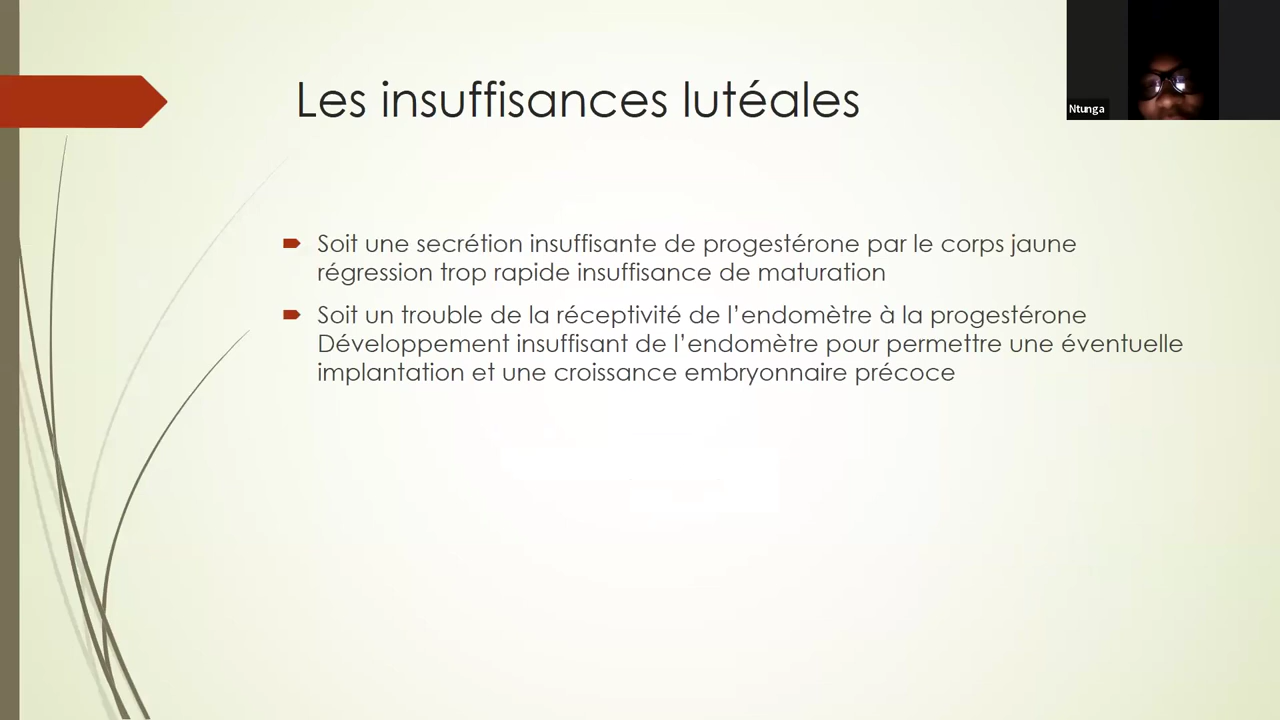 Les insuffisances lutéales
Ntunga
Soit une secrétion insuffisante de progestérone par le corps jaune
régression trop rapide insuffisance de maturation
Soit un trouble de la réceptivité de l'endomètre à la progestérone
Développement insuffisant de l'endomètre pour permettre une éventuelle
implantation et une croissance embryonnaire précoce